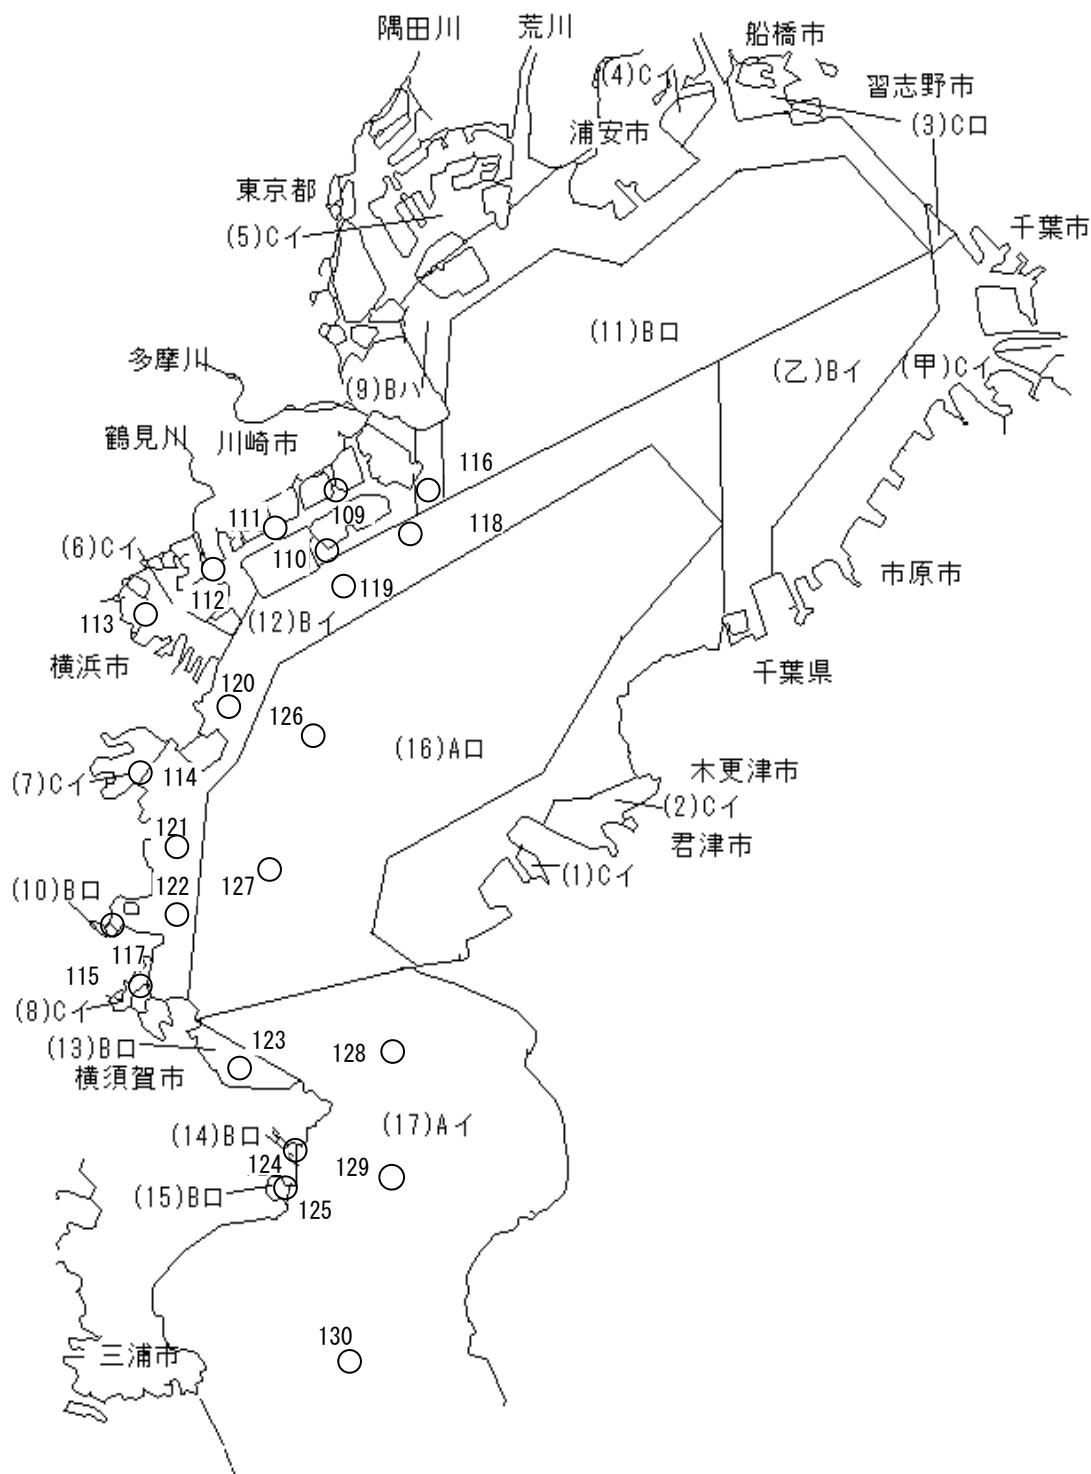 隅田川
荒川
船橋市
(4)Cイ
習志野市
(3)Cロ
浦安市
東京都
(5)Cイ
千葉市
(11)Bロ
多摩川
(乙)Bイ
(甲)Cイ
(9)Bハ
鶴見川
川崎市
116
111
109
118
(6)Cイ
110
市原市
112
119
113
(12)Bイ
横浜市
千葉県
120
126
(16)Aロ
木更津市
(7)Cイ
114
(2)Cイ
121
君津市
(1)Cイ
127
(10)Bロ
122
117
115
(8)Cイ
123
(13)Bロ
128
横須賀市
(17)Aイ
(14)Bロ
124
129
(15)Bロ
125
130
三浦市